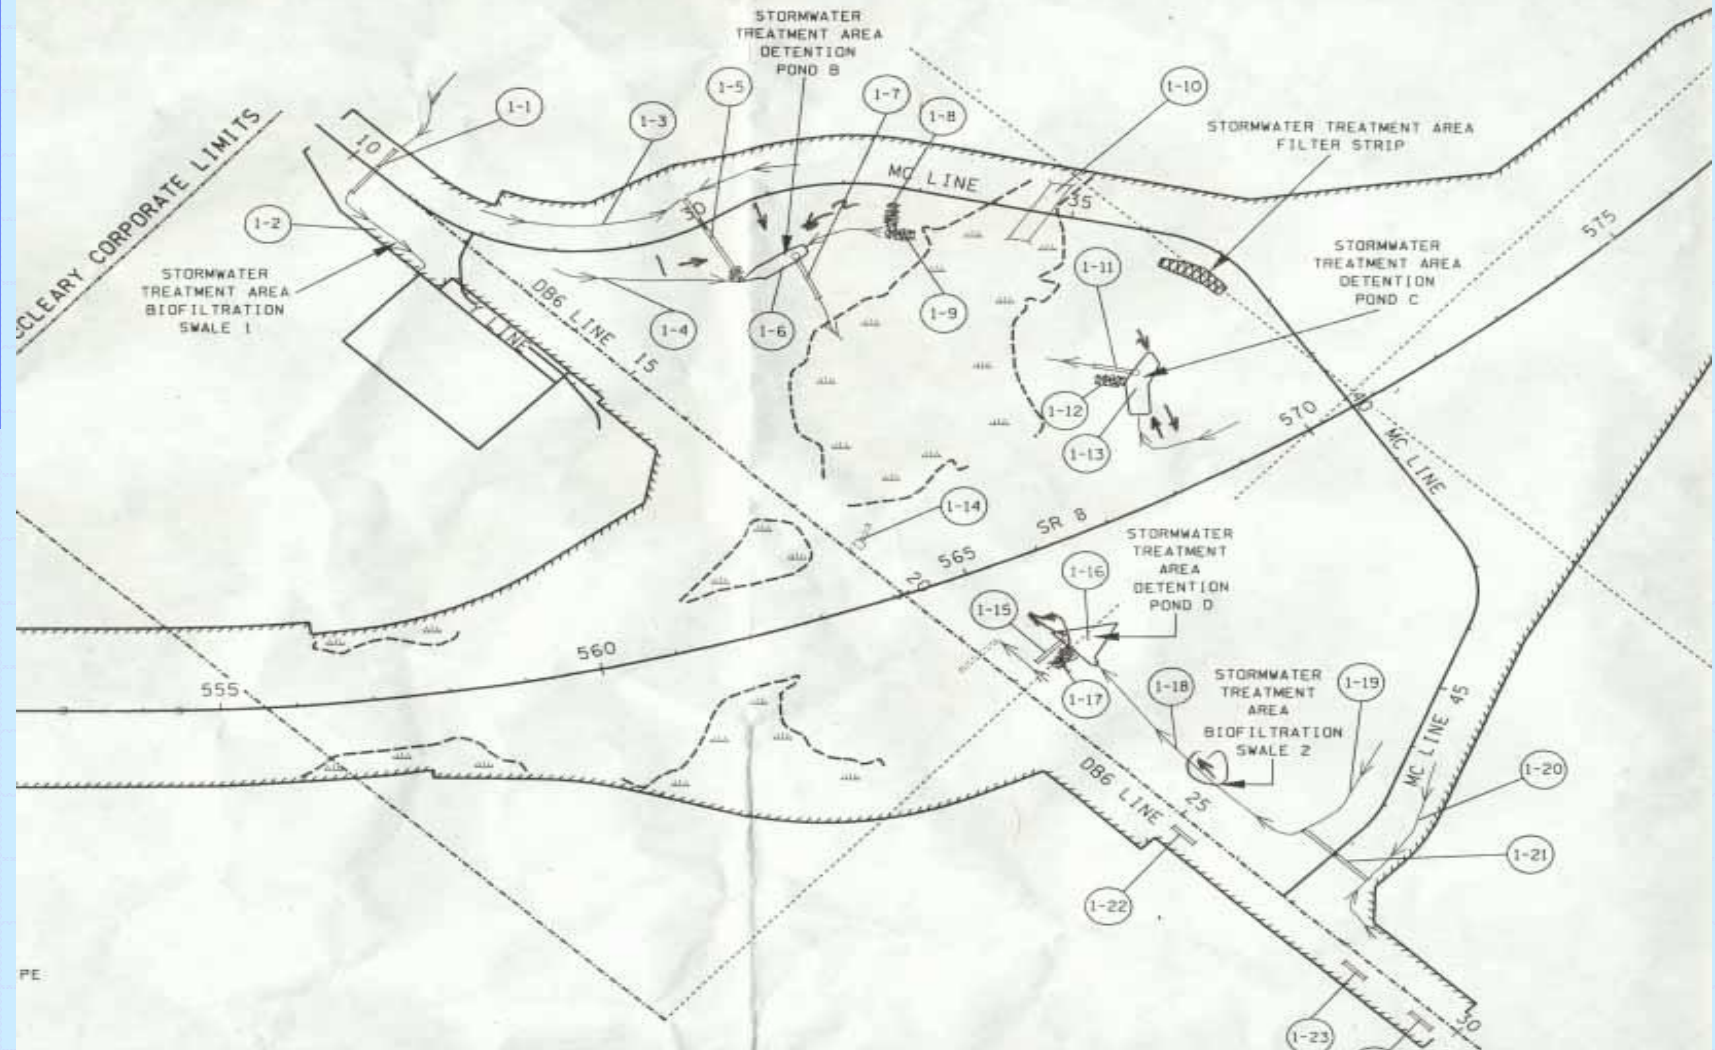 STORMWATER
TREATMENT AREA
DETENTION
POND B
1-1
1-3
1-5
1-7
1-8
1-10
STORMWATER TREATMENT AREA
FILTER STRIP
CCLEARY CORPORATE LIMITS
10
MC LINE
35
30
575
1-2
STORMWATER
TREATMENT AREA
BIOFILTRATION
SWALE 1
STORMWATER
TREATMENT AREA
DETENTION
POND C
1-11
DB6 LINE
15
Y LINE
1-4
1-6
1-9
1-12
1-13
570
40
MC LINE
1-14
SR 8
565
20
STORMWATER
TREATMENT
AREA
DETENTION
POND D
1-16
1-15
1-17
560
555
1-18
STORMWATER
TREATMENT
AREA
BIOFILTRATION
SWALE 2
1-19
MC LINE 45
DB6 LINE
25
1-20
1-21
1-22
PE
1-23
30